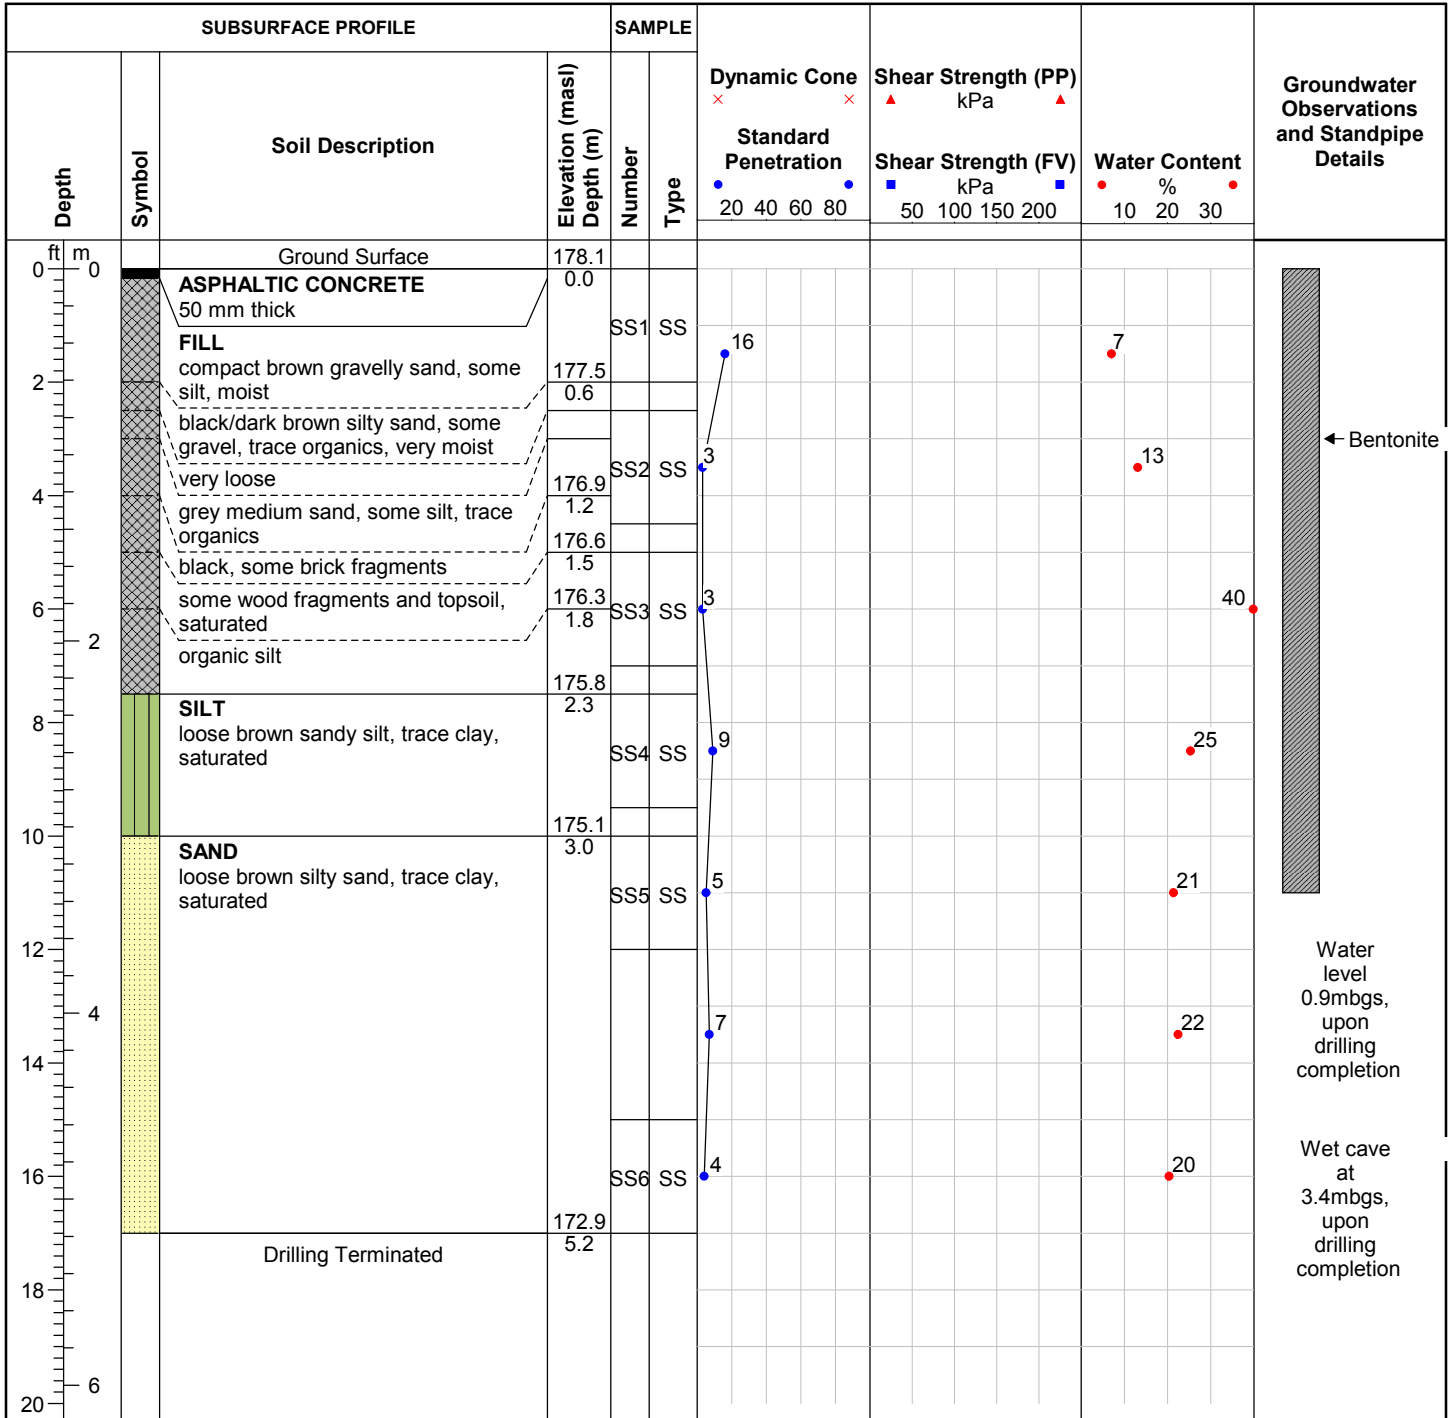 SUBSURFACE PROFILE
SAMPLE
Depth
Symbol
Soil Description
Elevation (masl)
Depth (m)
Number
Type
Dynamic Cone
Standard
Penetration
20 40 60 80
Shear Strength (PP)
kPa
Shear Strength (FV)
kPa
50 100 150 200
Water Content
%
10 20 30
Groundwater
Observations
and Standpipe
Details
ft m
Ground Surface
178.1
0 0
0.0
ASPHALTIC CONCRETE
50 mm thick
SS1 SS
16
7
FILL
compact brown gravelly sand, some
silt, moist
177.5
2
0.6
black/dark brown silty sand, some
gravel, trace organics, very moist
Bentonite
very loose
SS2 SS
3
13
176.9
4
1.2
grey medium sand, some silt, trace
organics
176.6
1.5
black, some brick fragments
176.3
some wood fragments and topsoil,
saturated
6
1.8
SS3 SS
3
40
2
organic silt
175.8
2.3
SILT
8
loose brown sandy silt, trace clay,
saturated
SS4 SS
9
25
175.1
10
3.0
SAND
loose brown silty sand, trace clay,
saturated
SS5 SS
5
21
12
Water
level
0.9mbgs,
upon
drilling
completion
4
7
22
14
Wet cave
at
3.4mbgs,
upon
drilling
completion
16
SS6 SS
4
20
172.9
5.2
Drilling Terminated
18
6
20